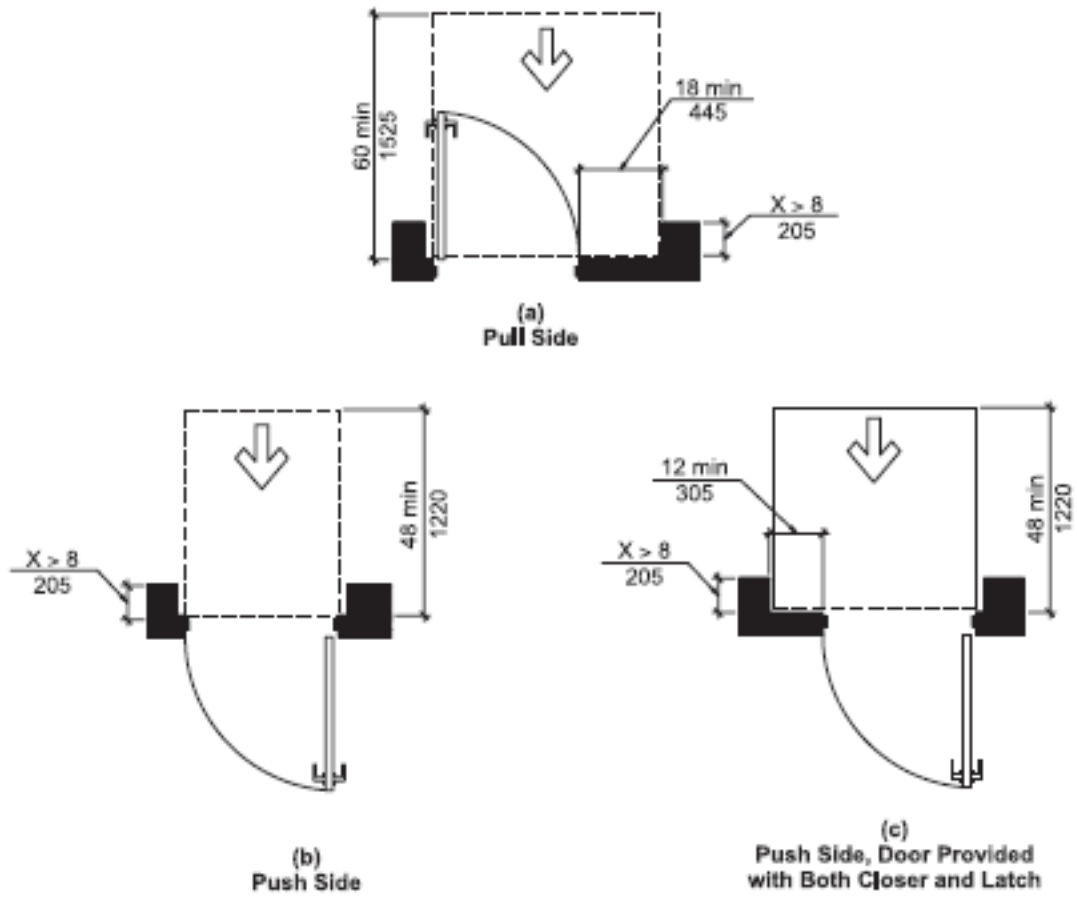 60 min
1525
18 min
445
X > 8
205
(a)
Pull Side
48 min
1220
X > 8
205
(b)
Push Side
12 min
305
X > 8
205
48 min
1220
(c)
Push Side, Door Provided
with Both Closer and Latch